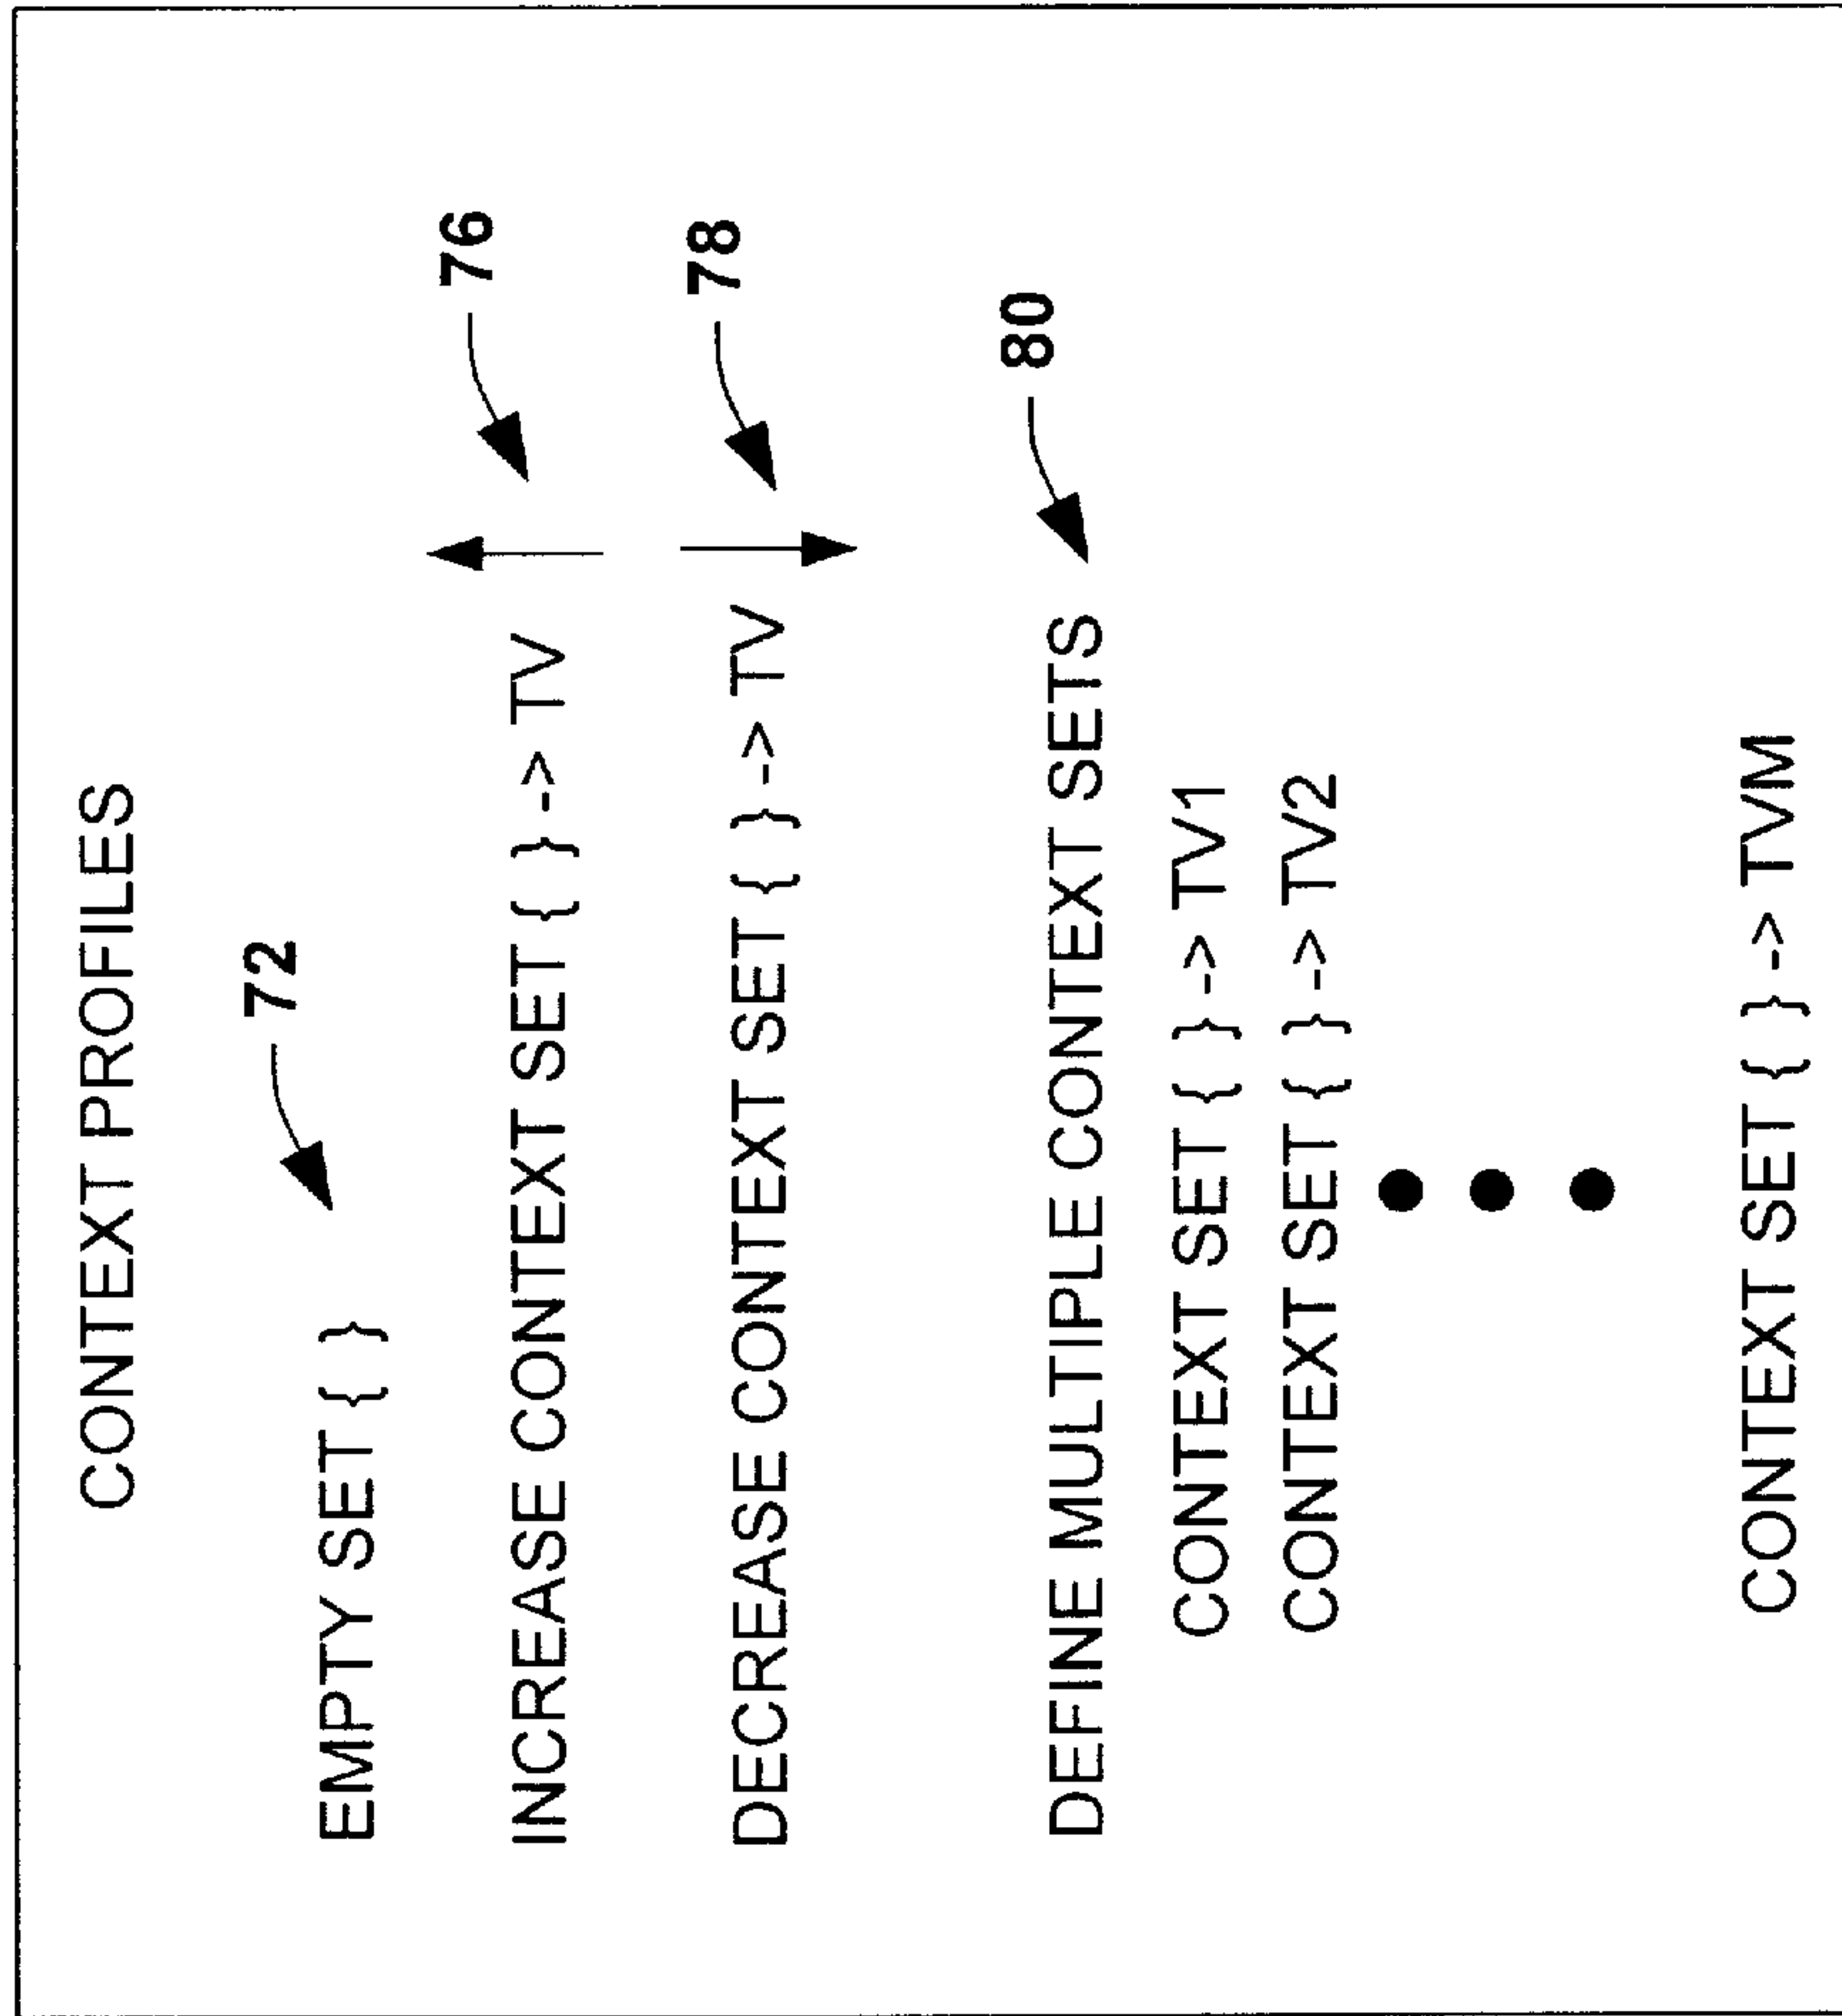 CONTEXT PROFILES
72
EMPTY SET { }
76
INCREASE CONTEXT SET { } -> TV
78
DECREASE CONTEXT SET { } -> TV
80
DEFINE MULTIPLE CONTEXT SETS
CONTEXT SET { } -> TV1
CONTEXT SET { } -> TV2
CONTEXT SET { } -> TVM